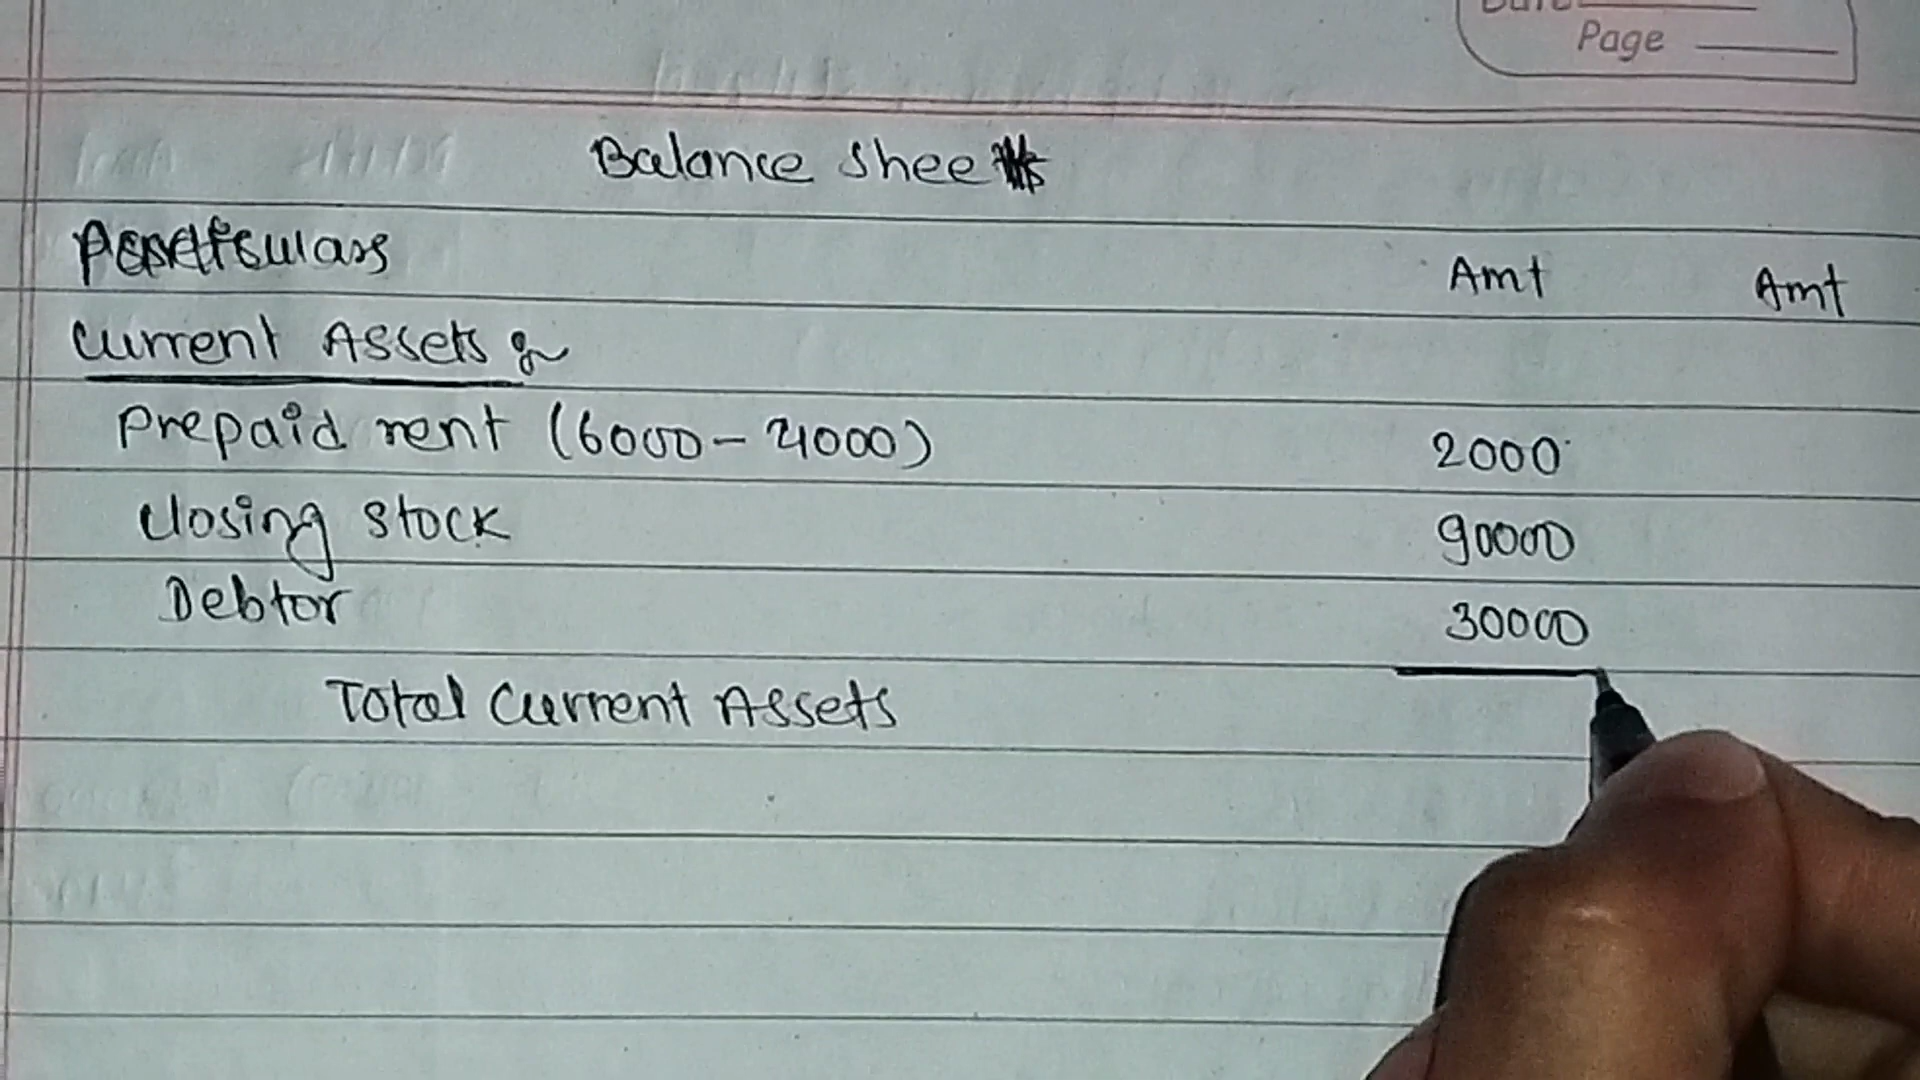 Page
Balance Sheet
Particulars Amt Amt
Current Assets :-
Prepaid rent (6000 - 4000) 2000
Closing Stock 90000
Debtor 30000
Total Current Assets